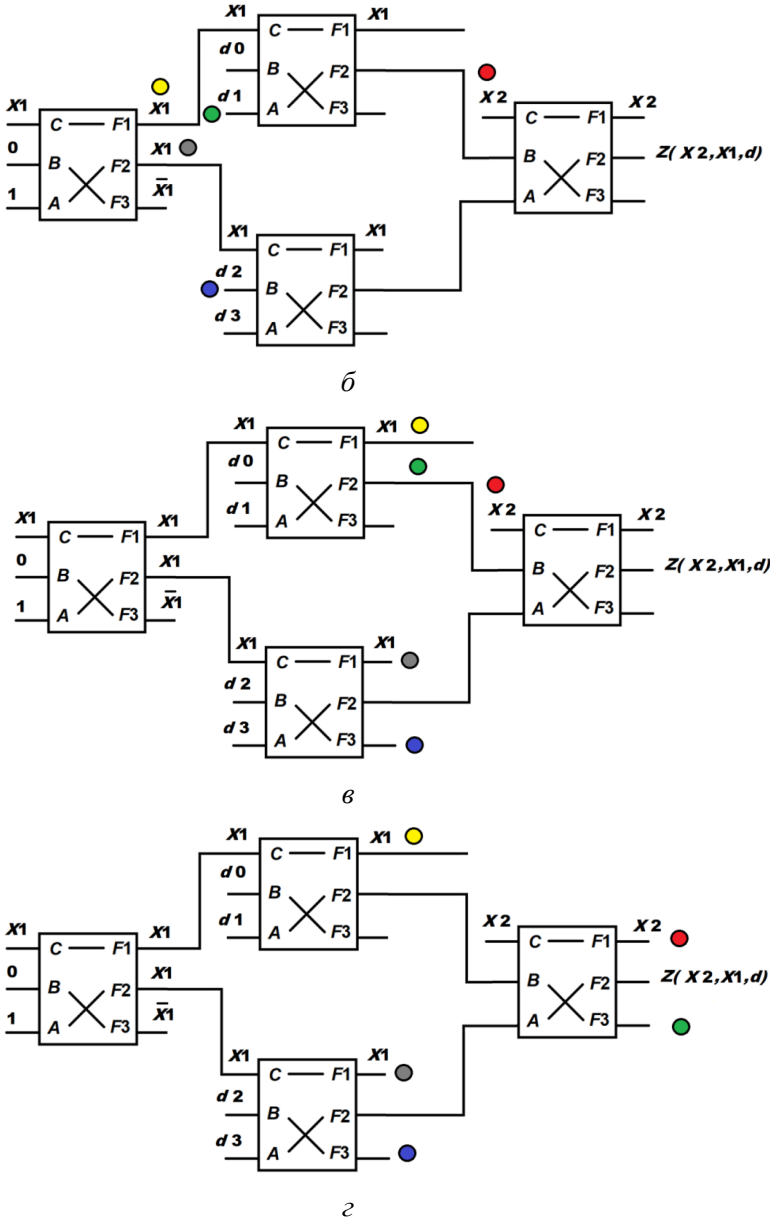 X1 X1
d 0 C F1
B F2
X1 d 1 A F3 X2 X2
X1 C F1 X1 C F1
0 B F2 B F2 Z( X2,X1,d)
1 A F3 X̅1 A F3
X1 X1
C F1
d 2 B F2
d 3 A F3
б
X1 X1
C F1
d 0 B F2
d 1 A F3 X2 X2
X1 X1 C F1
C F1
0 X1 B F2 Z( X2,X1,d)
B F2
1 A F3 X̅1 A F3
X1 X1
C F1
d 2 B F2
d 3 A F3
в
X1 X1
C F1
d 0 B F2
d 1 A F3 X2 X2
X1 X1 C F1
C F1
0 X1 B F2 Z( X2,X1,d)
B F2
1 A F3 X̅1 A F3
X1 X1
C F1
d 2 B F2
d 3 A F3
г